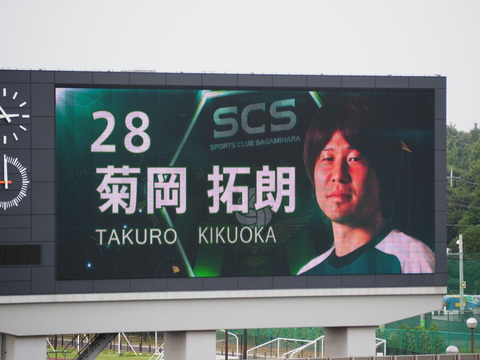 28
SCS
SPORTS CLUB SAGAMIHARA
菊岡 拓朗
TAKURO KIKUOKA